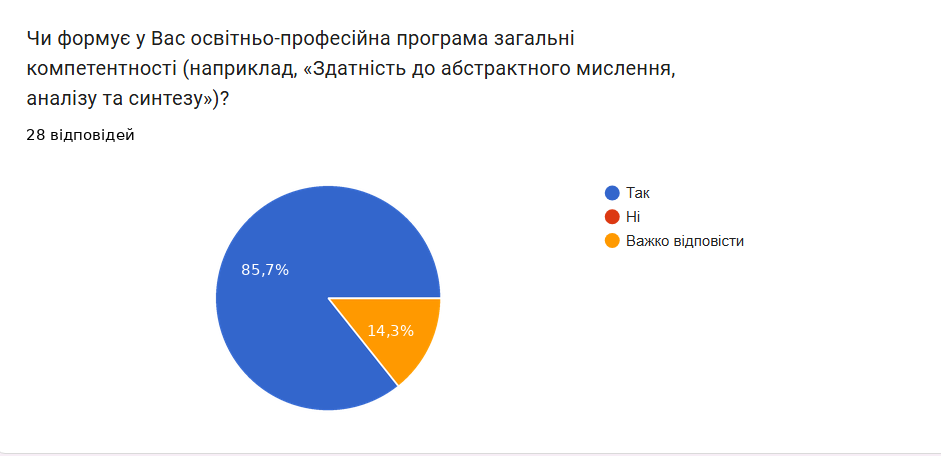 Чи формує у Вас освітньо-професійна програма загальні
компетентності (наприклад, «Здатність до абстрактного мислення,
аналізу та синтезу»)?
28 відповідей
Так
Ні
Важко відповісти
85,7%
14,3%